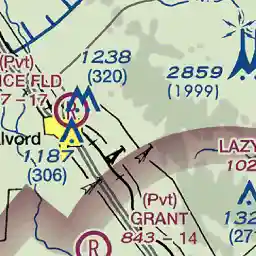 (Pvt)
ICE FLD
7 - 17
R
1238
(320)
2859
(1999)
lvord
1187
(306)
LAZY
102
(Pvt)
GRANT
843 - 14
R
132
(27